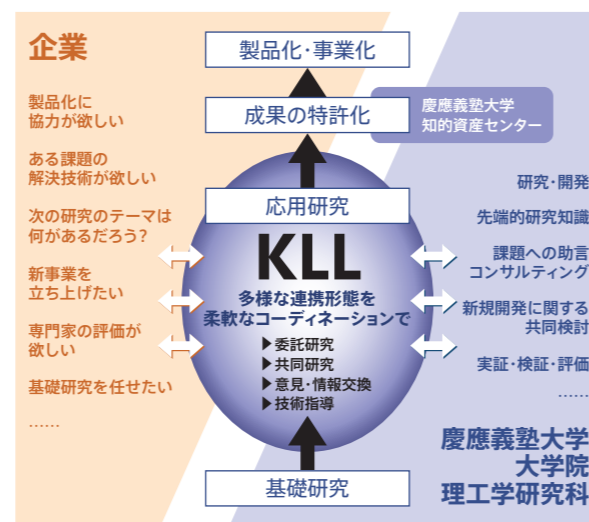 企業
製品化に
協力が欲しい
ある課題の
解決技術が欲しい
次の研究のテーマは
何があるだろう?
新事業を
立ち上げたい
専門家の評価が
欲しい
基礎研究を任せたい
……
製品化・事業化
成果の特許化
慶應義塾大学
知的資産センター
応用研究
KLL
多様な連携形態を
柔軟なコーディネーションで
▶委託研究
▶共同研究
▶意見・情報交換
▶技術指導
基礎研究
研究・開発
先端的研究知識
課題への助言
コンサルティング
新規開発に関する
共同検討
実証・検証・評価
……
慶應義塾大学
大学院
理工学研究科